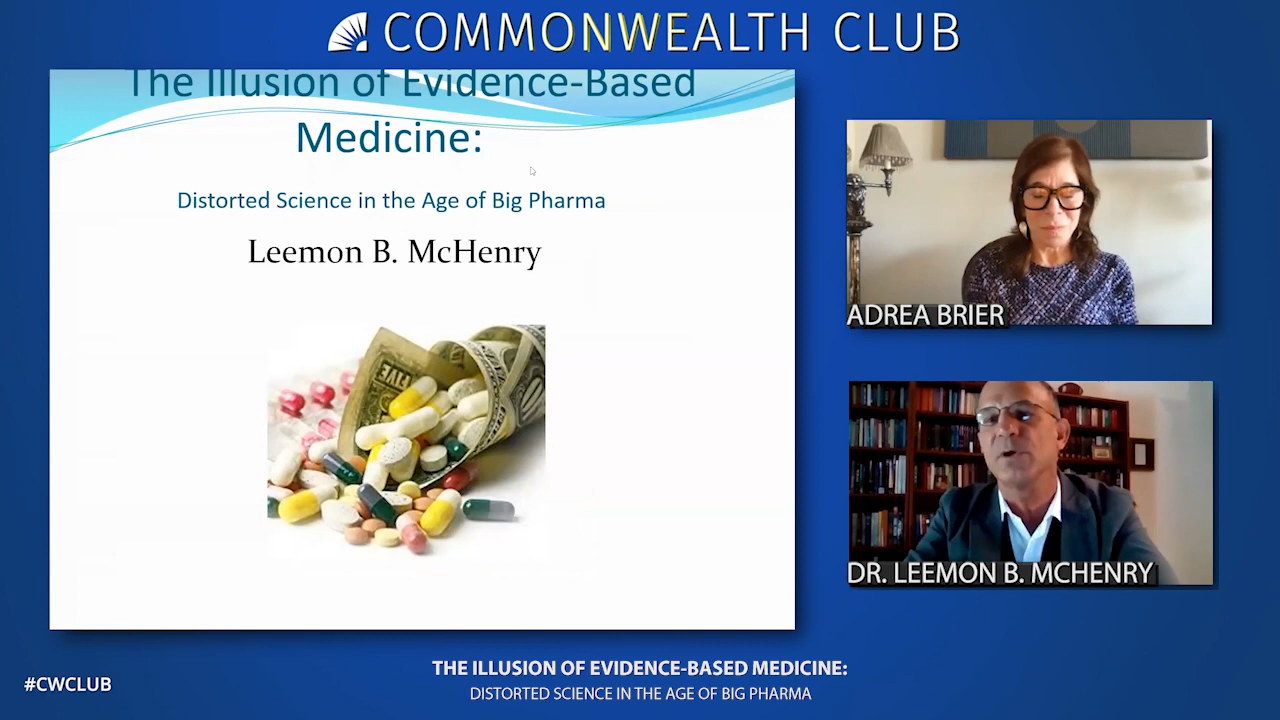 COMMONWEALTH CLUB
The Illusion of Evidence-Based
Medicine:
Distorted Science in the Age of Big Pharma
Leemon B. McHenry
FIVE
ADREA BRIER
DR. LEEMON B. MCHENRY
THE ILLUSION OF EVIDENCE-BASED MEDICINE:
#CWCLUB
DISTORTED SCIENCE IN THE AGE OF BIG PHARMA